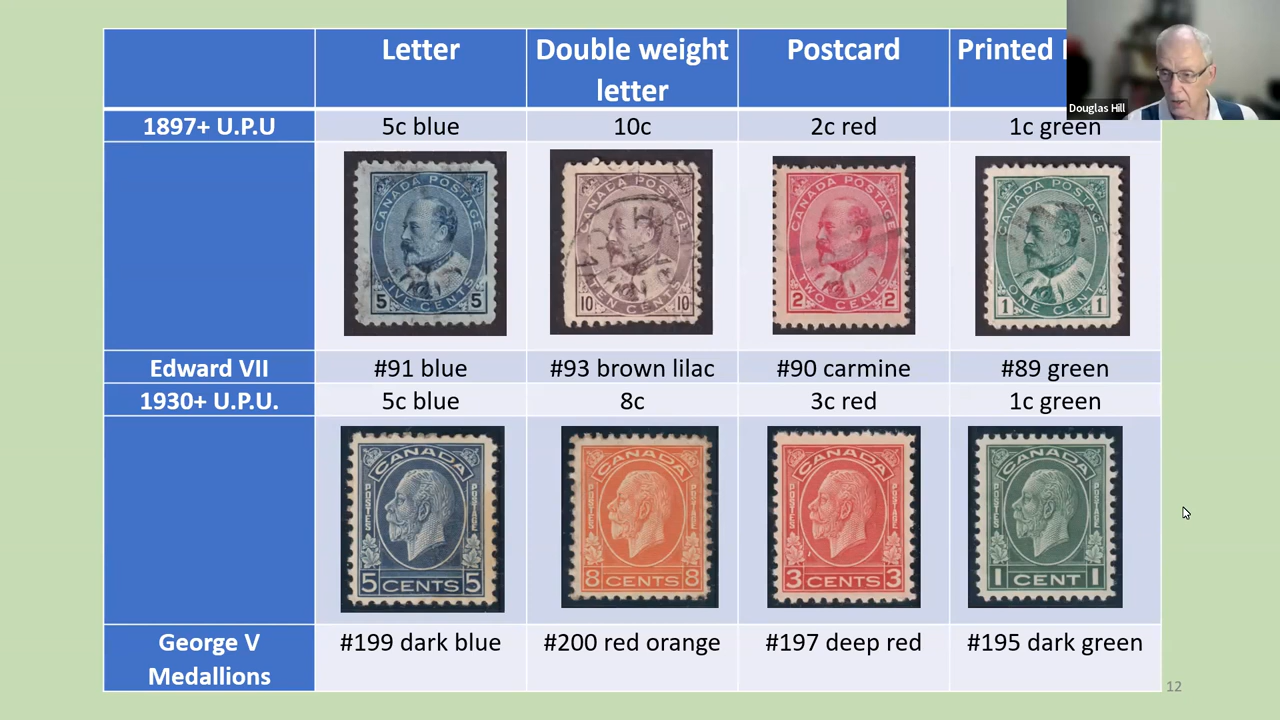 Letter
Double weight
letter
Postcard
Printed
Douglas Hill
1897+ U.P.U
5c blue
10c
2c red
1c green
CANADA POSTAGE
5 FIVE CENTS 5
CANADA POSTAGE
10 TEN CENTS 10
CANADA POSTAGE
2 TWO CENTS 2
CANADA POSTAGE
1 ONE CENT 1
Edward VII
#91 blue
#93 brown lilac
#90 carmine
#89 green
1930+ U.P.U.
5c blue
8c
3c red
1c green
CANADA
POSTES
POSTAGE
5 CENTS 5
CANADA
POSTES
POSTAGE
8 CENTS 8
CANADA
POSTES
POSTAGE
3 CENTS 3
CANADA
POSTES
POSTAGE
1 CENT 1
George V
Medallions
#199 dark blue
#200 red orange
#197 deep red
#195 dark green
12